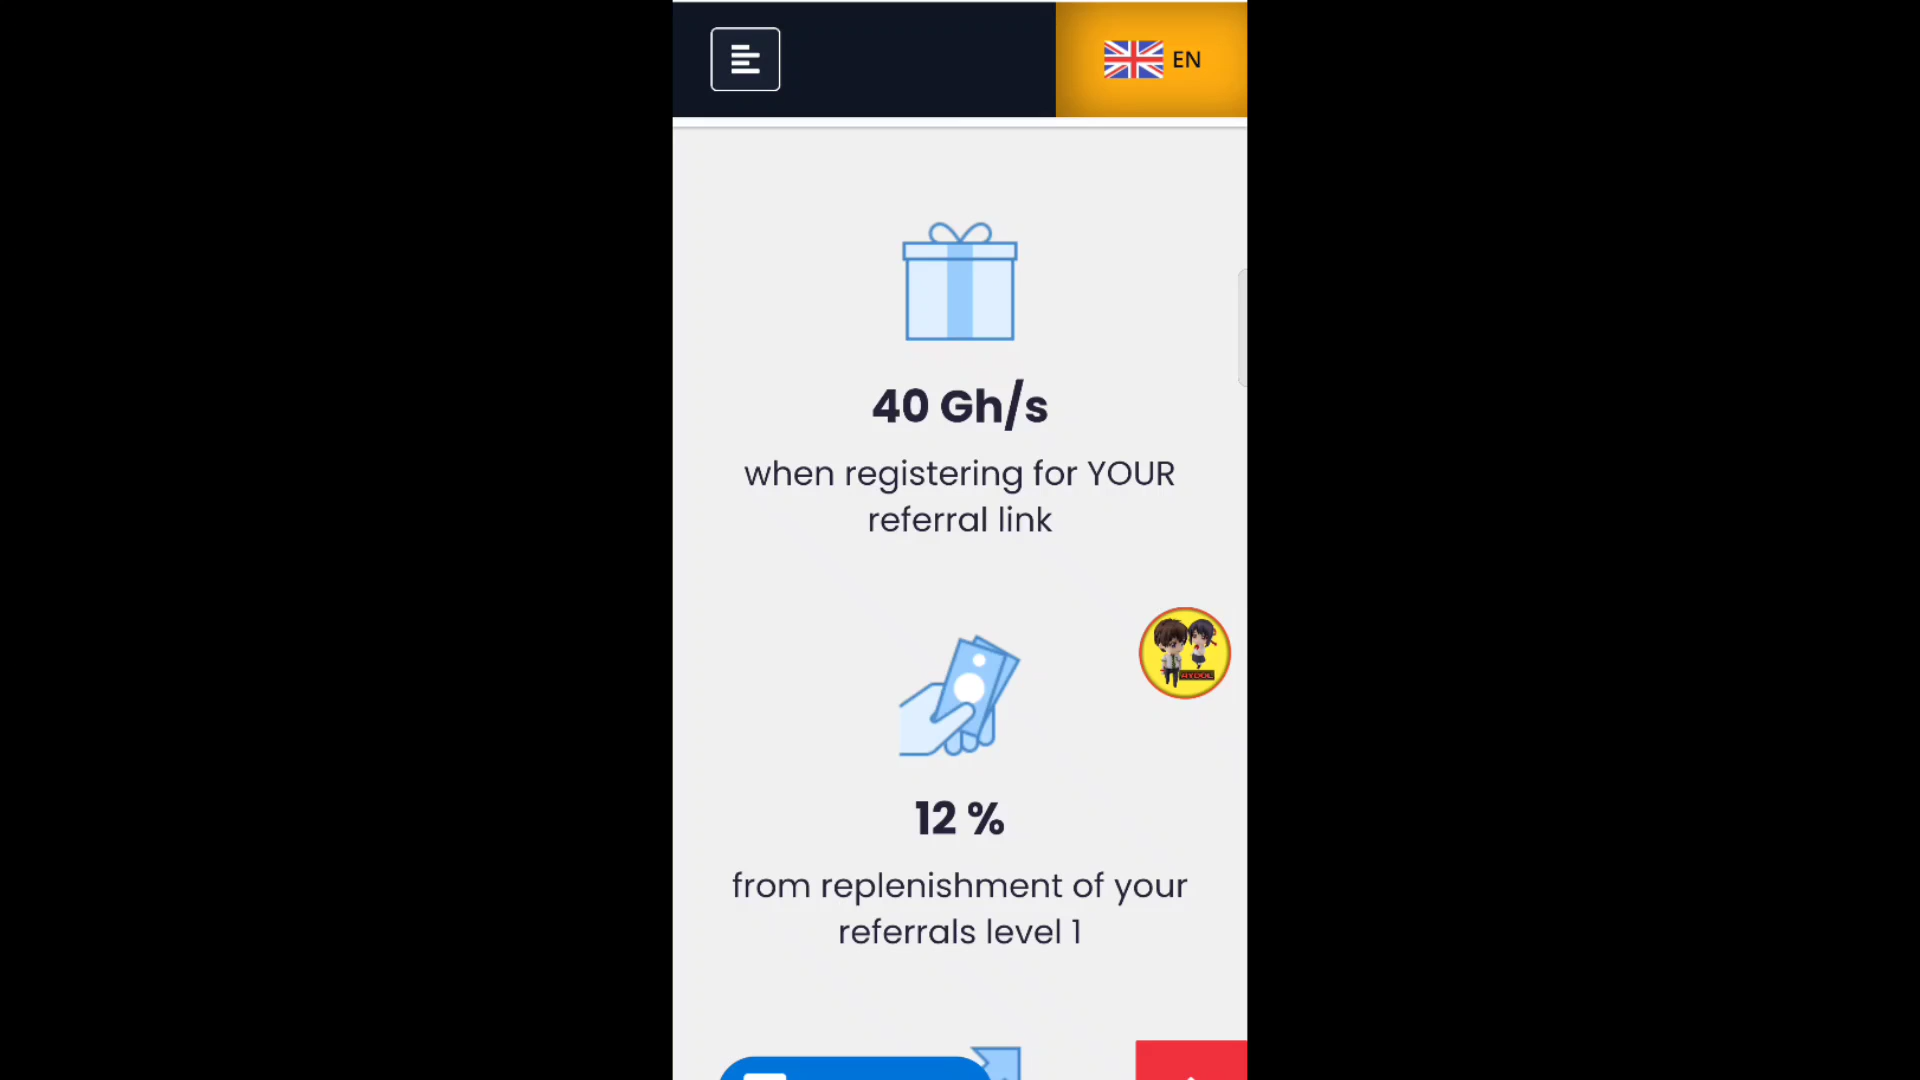 EN
40 Gh/s
when registering for YOUR
referral link
12 %
from replenishment of your
referrals level 1